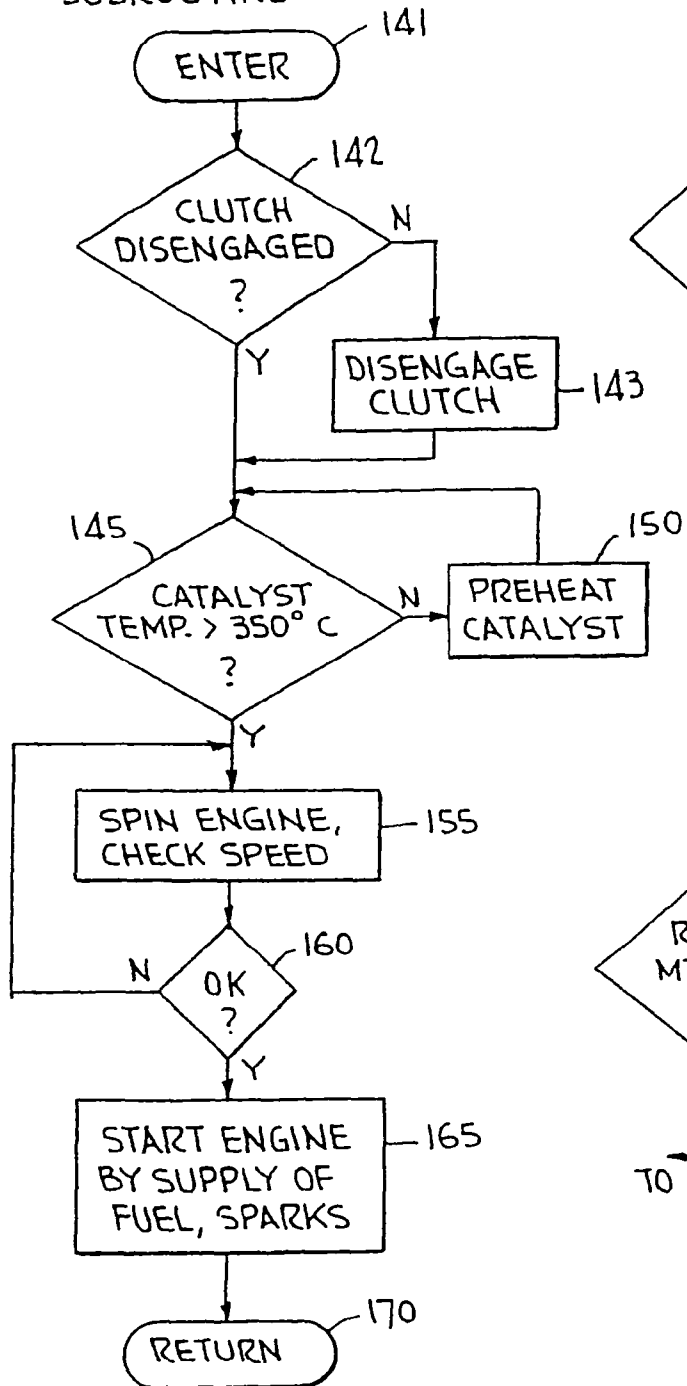 141
ENTER
142
CLUTCH
DISENGAGED
?
N
Y
DISENGAGE
CLUTCH
143
145
CATALYST
TEMP. > 350° C
?
N
Y
150
PREHEAT
CATALYST
SPIN ENGINE,
CHECK SPEED
155
160
OK
?
N
Y
START ENGINE
BY SUPPLY OF
FUEL, SPARKS
165
TO
170
RETURN